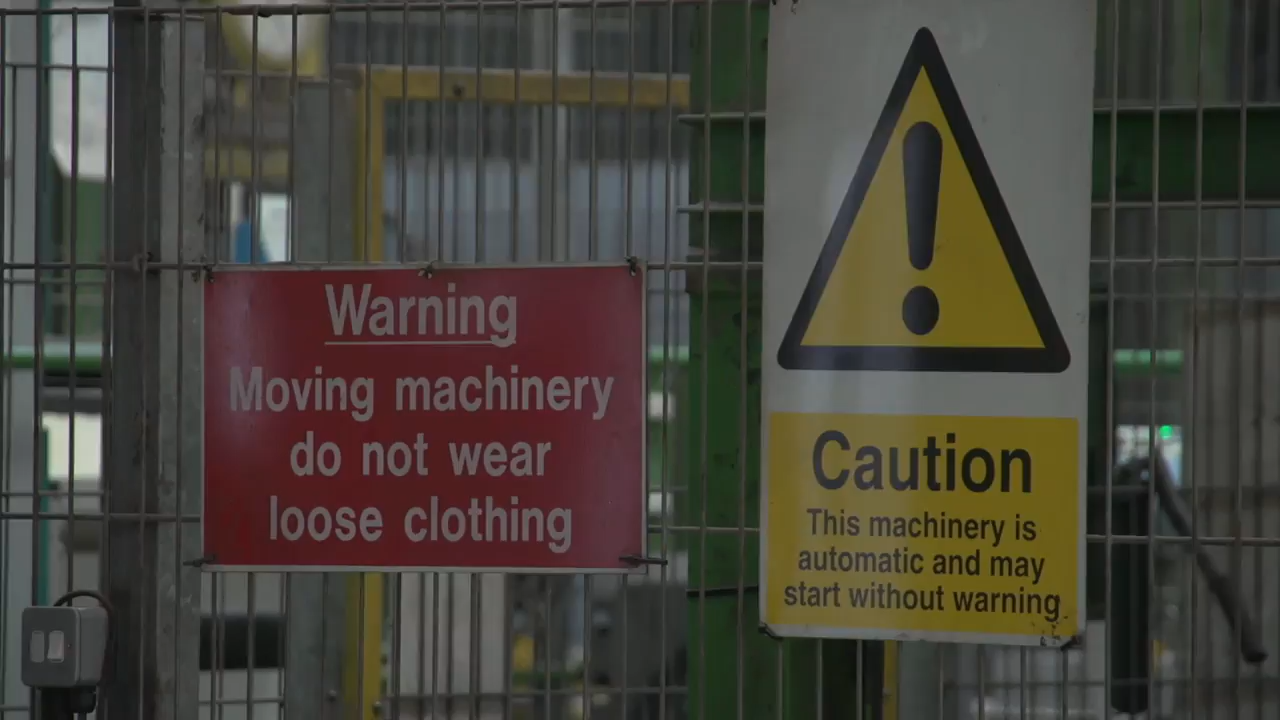 Warning
Moving machinery
do not wear
loose clothing
Caution
This machinery is
automatic and may
start without warning